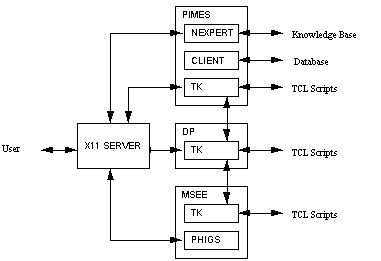 PIMES
NEXPERT Knowledge Base
CLIENT Database
TK TCL Scripts
DP
User X11 SERVER TK TCL Scripts
MSEE
TK TCL Scripts
PHIGS